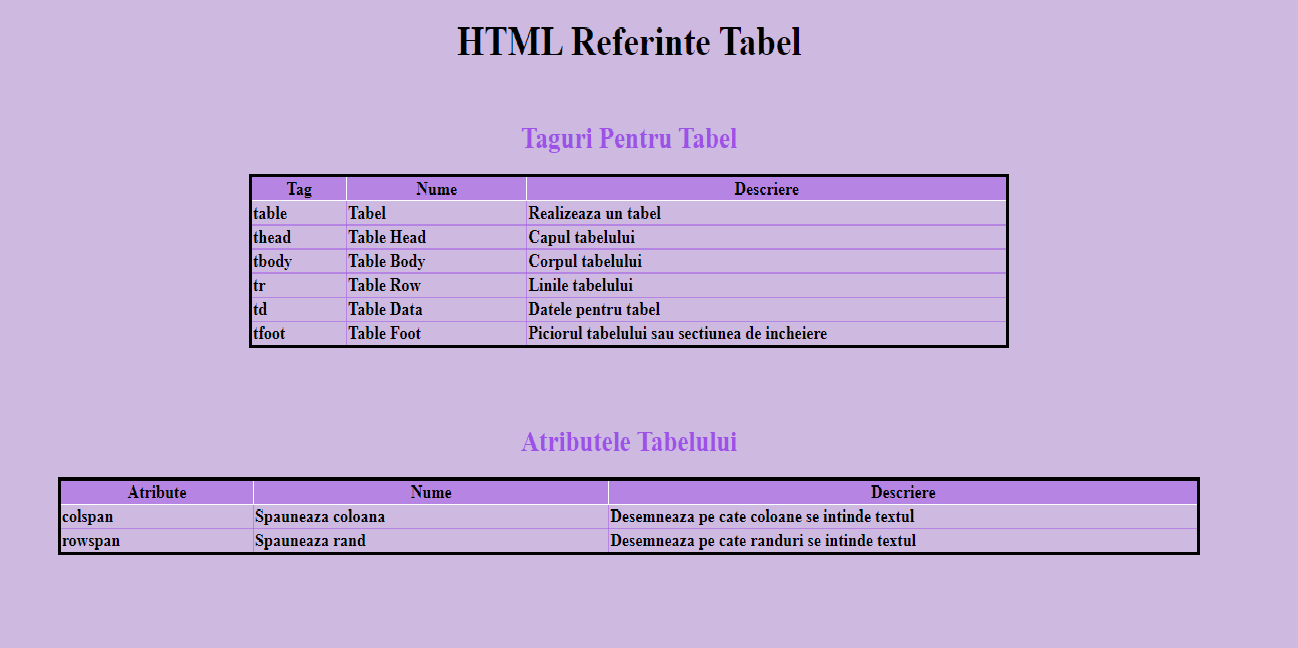 HTML Referinte Tabel
Taguri Pentru Tabel
Tag Nume Descriere
table Tabel Realizeaza un tabel
thead Table Head Capul tabelului
tbody Table Body Corpul tabelului
tr Table Row Linile tabelului
td Table Data Datele pentru tabel
tfoot Table Foot Piciorul tabelului sau sectiunea de incheiere
Atributele Tabelului
Atribute Nume Descriere
colspan Spauneaza coloana Desemneaza pe cate coloane se intinde textul
rowspan Spauneaza rand Desemneaza pe cate randuri se intinde textul